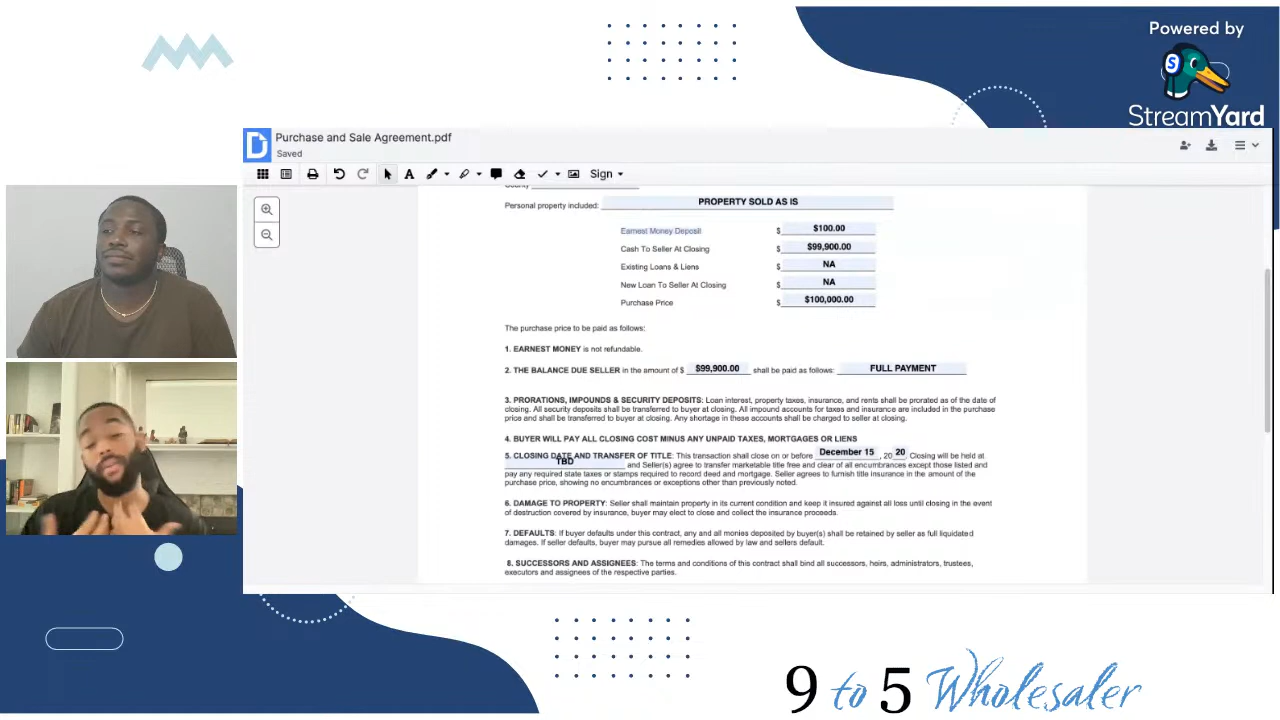 Powered by
StreamYard
Purchase and Sale Agreement.pdf
Saved
Sign
County
Personal property included: PROPERTY SOLD AS IS
Earnest Money Deposit $ $100.00
Cash To Seller At Closing $ $99,900.00
Existing Loans & Liens $ NA
New Loan To Seller At Closing $ NA
Purchase Price $ $100,000.00
The purchase price to be paid as follows:
1. EARNEST MONEY is not refundable.
2. THE BALANCE DUE SELLER in the amount of $ $99,900.00 shall be paid as follows: FULL PAYMENT
3. PRORATIONS, IMPOUNDS & SECURITY DEPOSITS: Loan interest, property taxes, insurance, and rents shall be prorated as of the date of
closing. All security deposits shall be transferred to buyer at closing. All impound accounts for taxes and insurance are included in the purchase
price and shall be transferred to buyer at closing. Any shortage in these accounts shall be charged to seller at closing.
4. BUYER WILL PAY ALL CLOSING COST MINUS ANY UNPAID TAXES, MORTGAGES OR LIENS
5. CLOSING DATE AND TRANSFER OF TITLE: This transaction shall close on or before December 15, 20 20 Closing will be held at
TBD and Seller(s) agree to transfer marketable title free and clear of all encumbrances except those listed and
pay any required state taxes or stamps required to record deed and mortgage. Seller agrees to furnish title insurance in the amount of the
purchase price, showing no encumbrances or exceptions other than previously noted.
6. DAMAGE TO PROPERTY: Seller shall maintain property in its current condition and keep it insured against all loss until closing in the event
of destruction covered by insurance, buyer may elect to close and collect the insurance proceeds.
7. DEFAULTS: If buyer defaults under this contract, any and all monies deposited by buyer(s) shall be retained by seller as full liquidated
damages. If seller defaults, buyer may pursue all remedies allowed by law and sellers default.
8. SUCCESSORS AND ASSIGNEES: The terms and conditions of this contract shall bind all successors, heirs, administrators, trustees,
executors and assignees of the respective parties.
9 to 5 Wholesaler